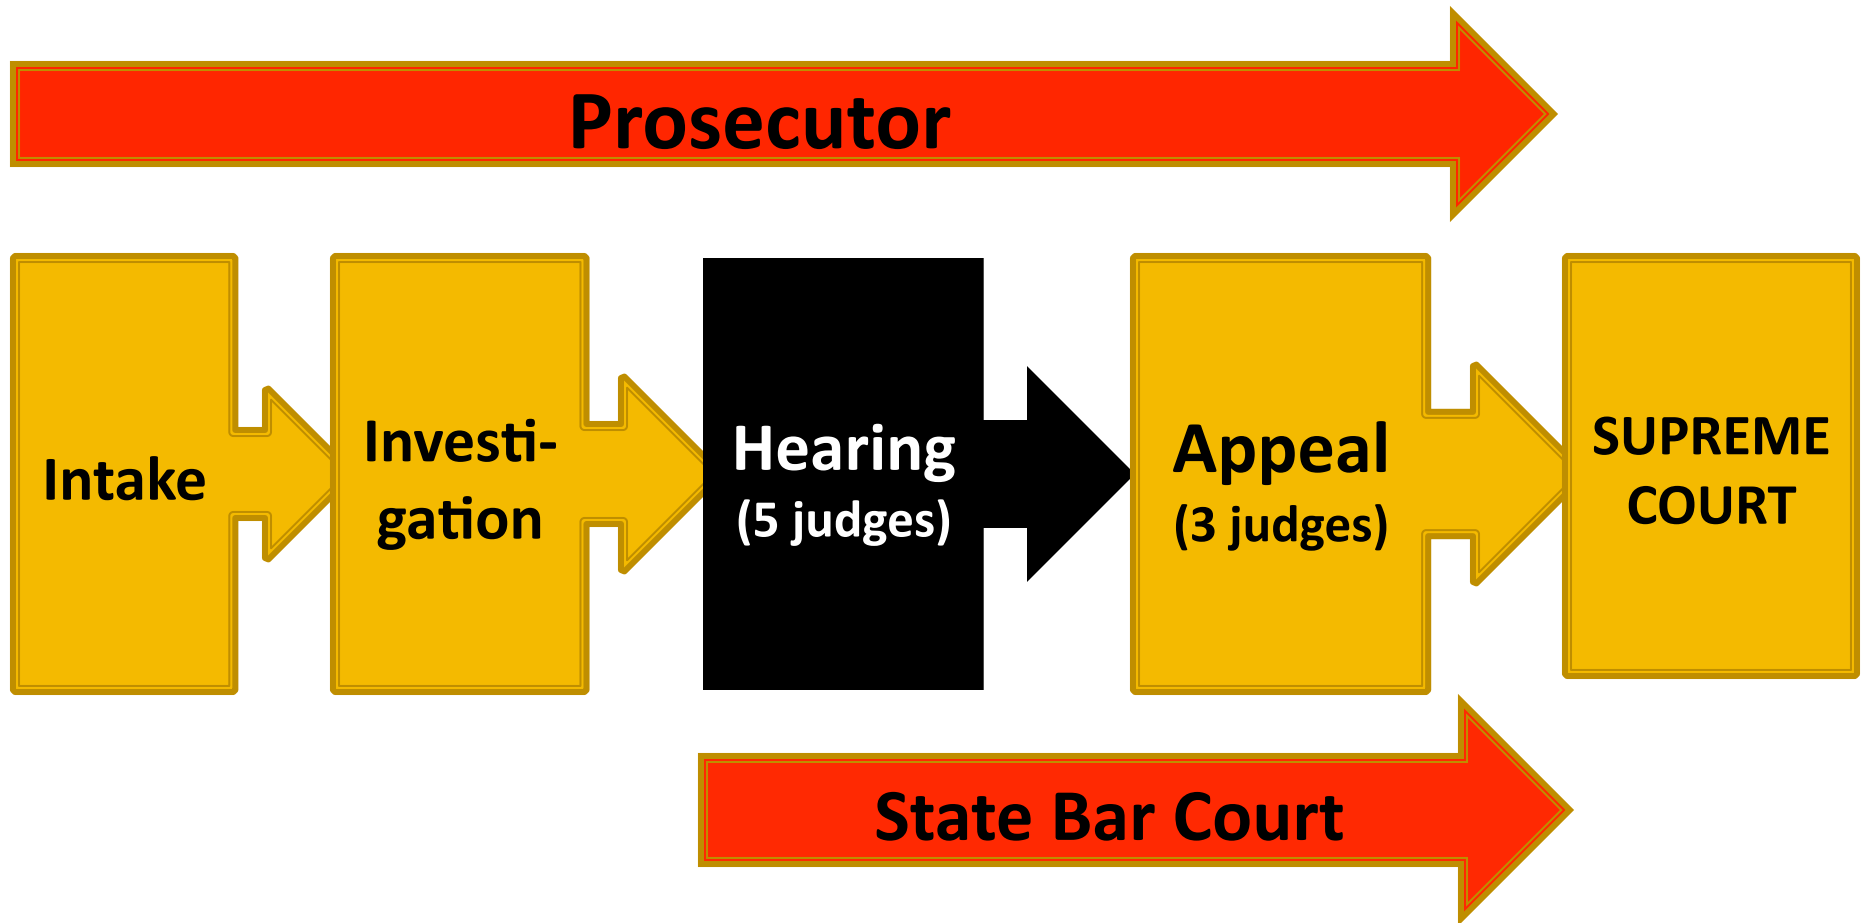 Prosecutor
Intake
Investi-
gation
Hearing
(5 judges)
Appeal
(3 judges)
SUPREME
COURT
State Bar Court